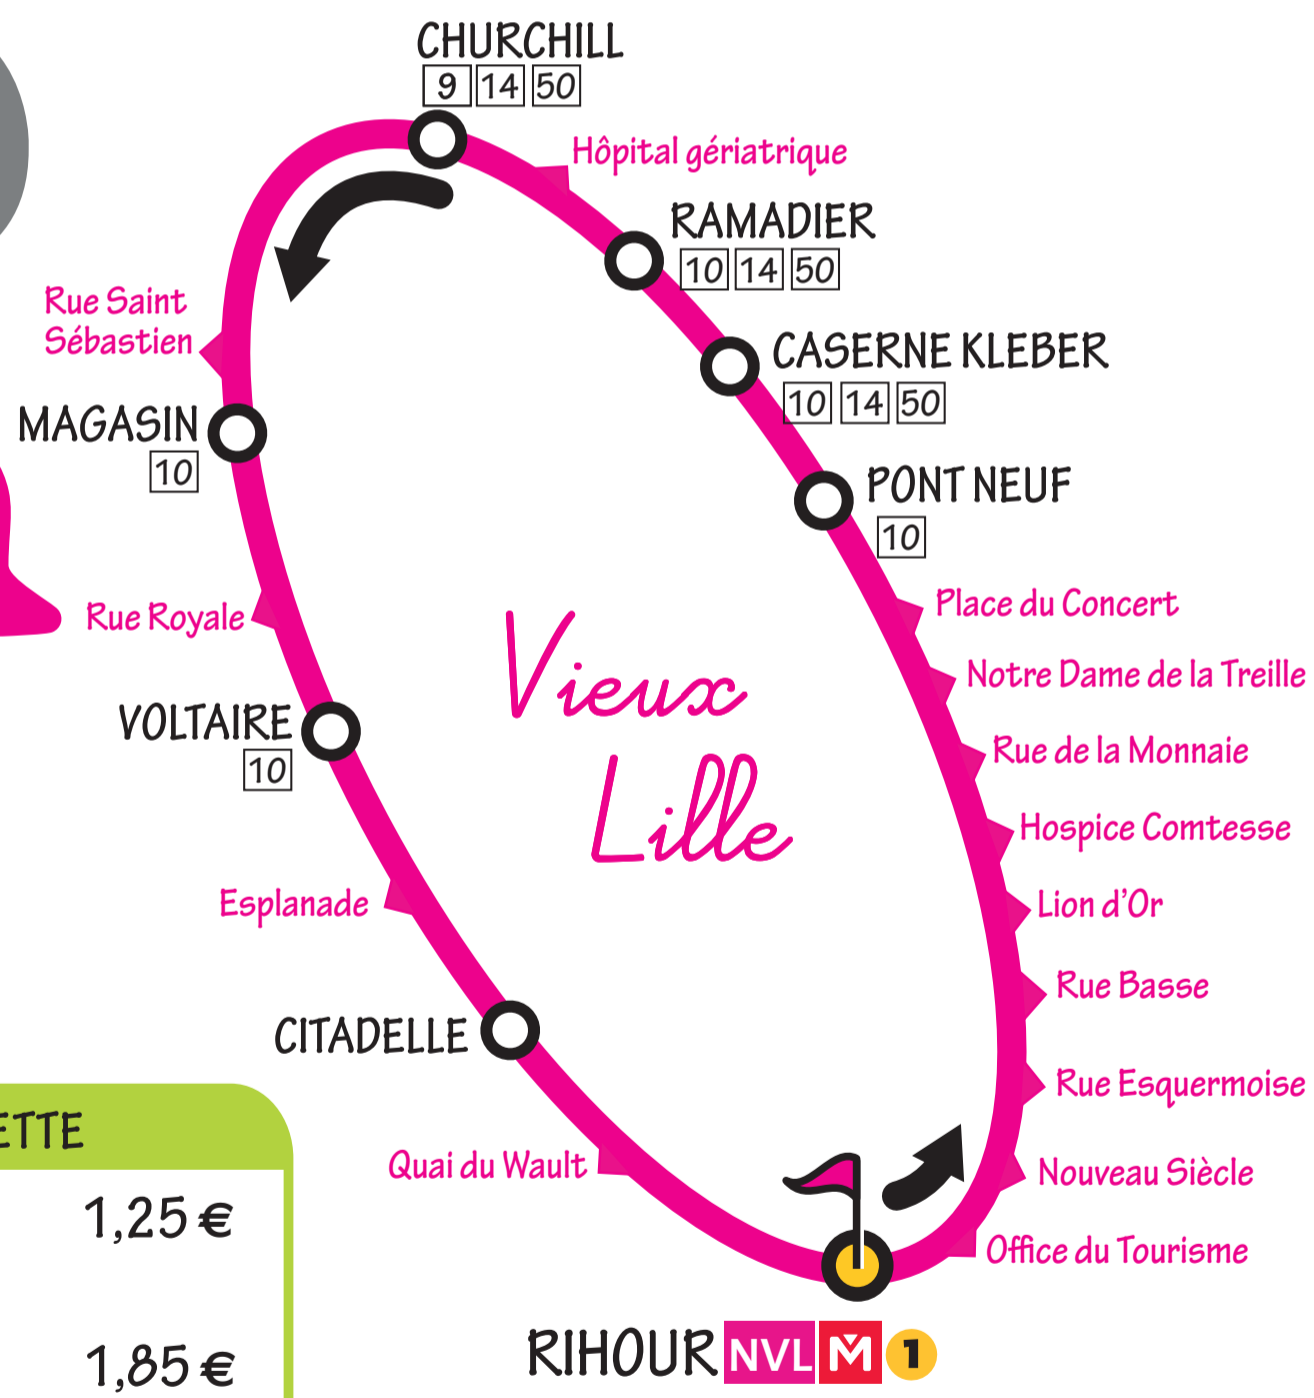 CHURCHILL
9 14 50
Hôpital gériatrique
RAMADIER
10 14 50
Rue Saint
Sébastien
CASERNE KLEBER
10 14 50
MAGASIN
10
PONT NEUF
10
Place du Concert
Rue Royale
Vieux
Lille
Notre Dame de la Treille
VOLTAIRE
10
Rue de la Monnaie
Hospice Comtesse
Esplanade
Lion d'Or
Rue Basse
CITADELLE
Rue Esquermoise
ETTE
Quai du Wault
Nouveau Siècle
1,25 €
Office du Tourisme
RIHOUR NVL M 1
1,85 €